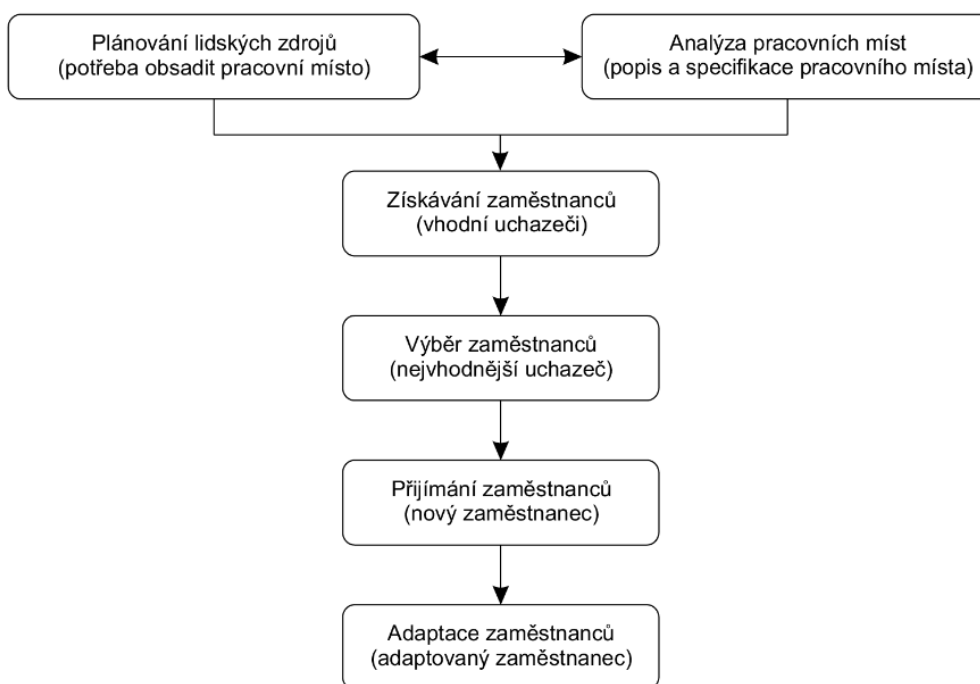 Plánování lidských zdrojů
(potřeba obsadit pracovní místo)
Analýza pracovních míst
(popis a specifikace pracovního místa)
Získávání zaměstnanců
(vhodní uchazeči)
Výběr zaměstnanců
(nejvhodnější uchazeč)
Přijímání zaměstnanců
(nový zaměstnanec)
Adaptace zaměstnanců
(adaptovaný zaměstnanec)